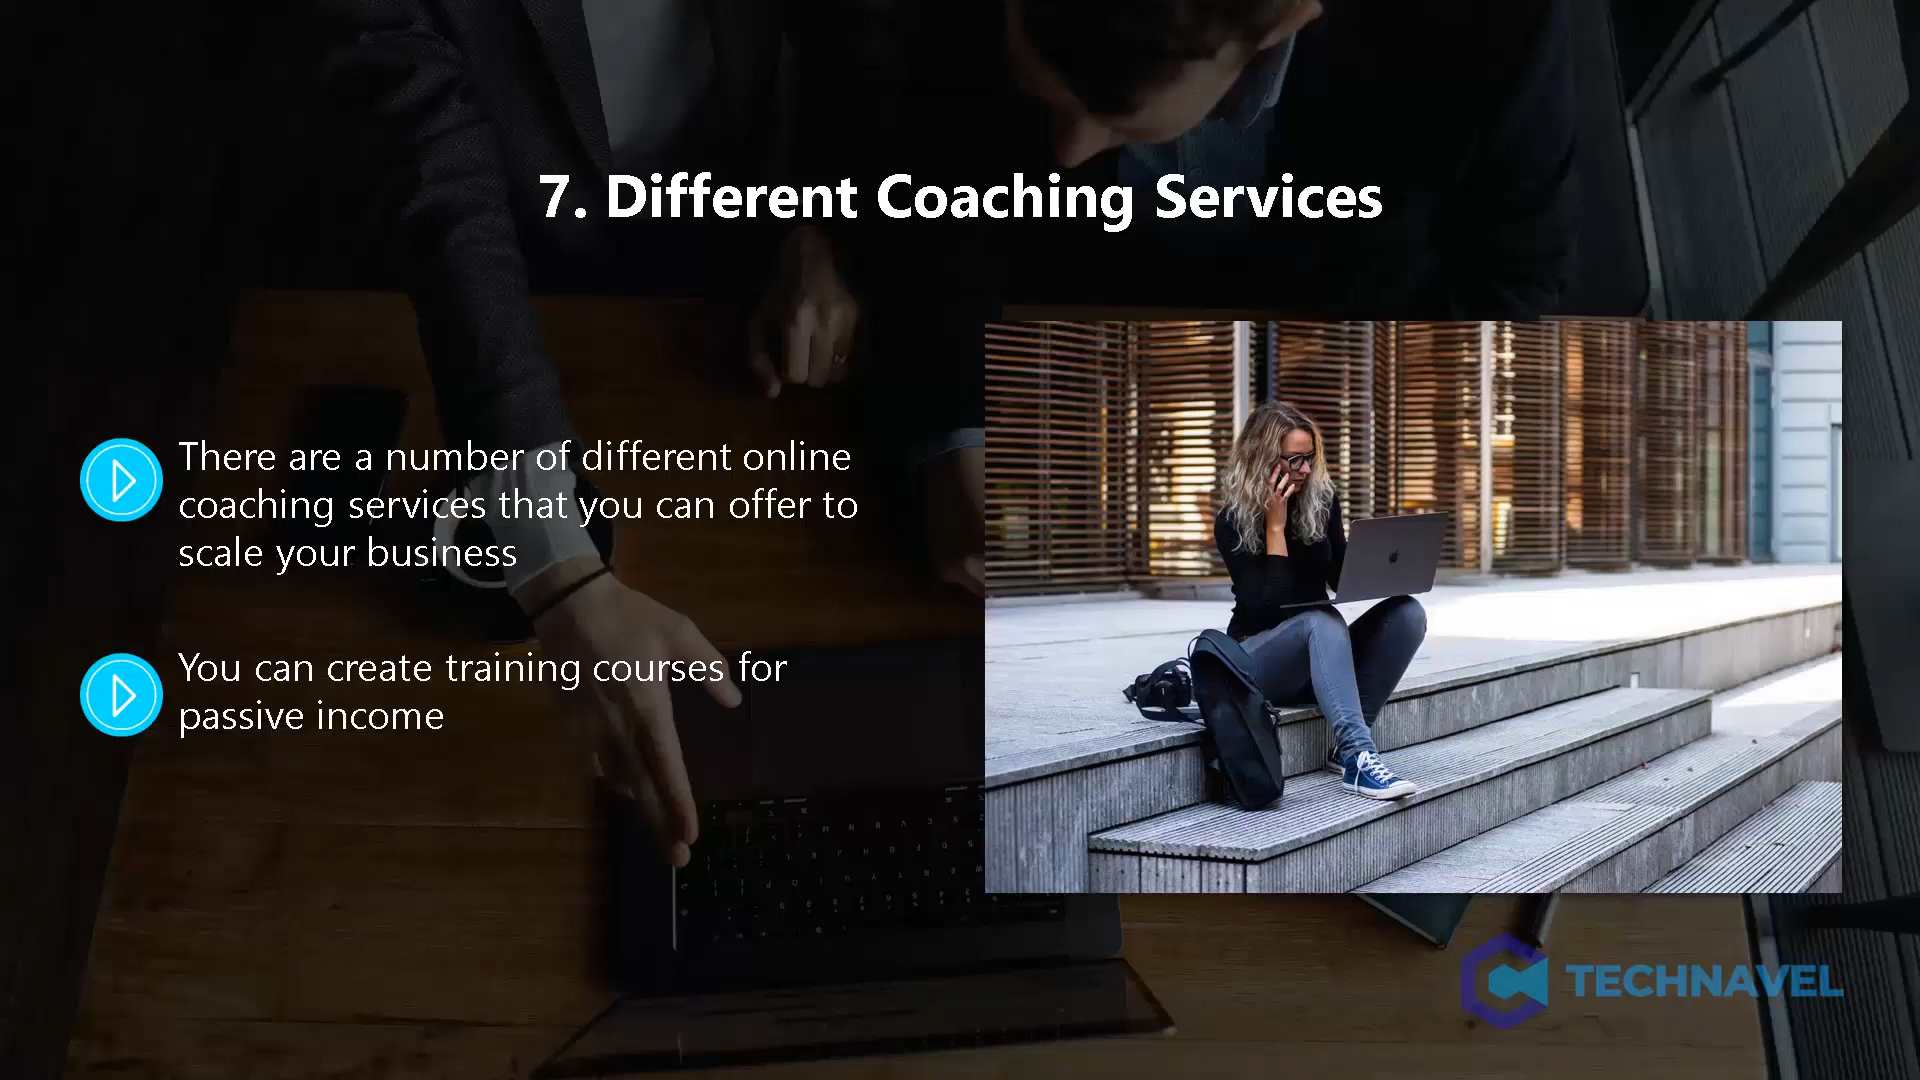 7. Different Coaching Services
There are a number of different online
coaching services that you can offer to
scale your business
You can create training courses for
passive income
TECHNAVEL